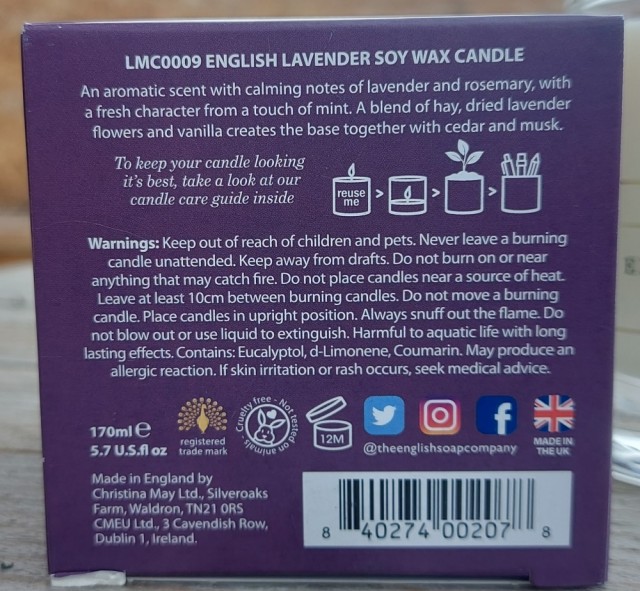 LMC0009 ENGLISH LAVENDER SOY WAX CANDLE
An aromatic scent with calming notes of lavender and rosemary, with
a fresh character from a touch of mint. A blend of hay, dried lavender
flowers and vanilla creates the base together with cedar and musk.
To keep your candle looking
it's best, take a look at our
candle care guide inside
reuse
me
> > >
Warnings: Keep out of reach of children and pets. Never leave a burning
candle unattended. Keep away from drafts. Do not burn on or near
anything that may catch fire. Do not place candles near a source of heat.
Leave at least 10cm between burning candles. Do not move a burning
candle. Place candles in upright position. Always snuff out the flame. Do
not blow out or use liquid to extinguish. Harmful to aquatic life with long
lasting effects. Contains: Eucalyptol, d-Limonene, Coumarin. May produce an
allergic reaction. If skin irritation or rash occurs, seek medical advice.
170ml e
5.7 U.S.fl oz
registered
trade mark
Cruelty free - Not tested on animals -
12M
@theenglishsoapcompany
MADE IN
THE UK
Made in England by
Christina May Ltd., Silveroaks
Farm, Waldron, TN21 0RS
CMEU Ltd., 3 Cavendish Row,
Dublin 1, Ireland.
8 40274 00207 8